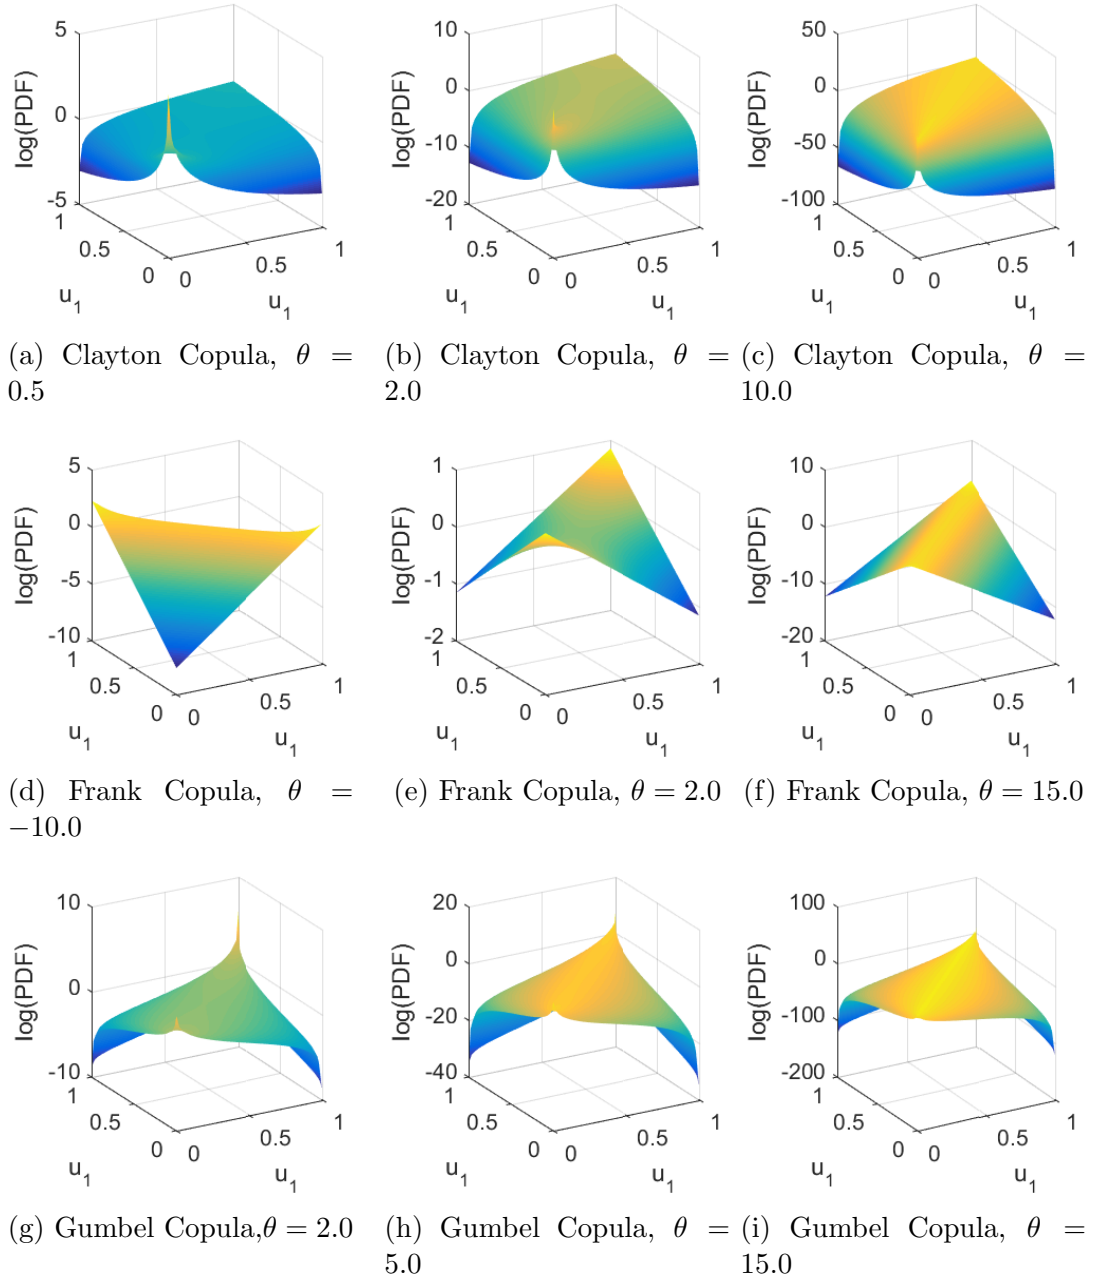 5
0
-5
log(PDF)
1
0.5
0
0
0.5
1
u1
u1
10
0
-10
-20
log(PDF)
1
0.5
0
0
0.5
1
u1
u1
50
0
-50
-100
log(PDF)
1
0.5
0
0
0.5
1
u1
u1
(a) Clayton Copula, θ =
0.5
(b) Clayton Copula, θ =
2.0
(c) Clayton Copula, θ =
10.0
5
0
-5
-10
log(PDF)
1
0.5
0
0
0.5
1
u1
u1
1
0
-1
-2
log(PDF)
1
0.5
0
0
0.5
1
u1
u1
10
0
-10
-20
log(PDF)
1
0.5
0
0
0.5
1
u1
u1
(d) Frank Copula, θ =
−10.0
(e) Frank Copula, θ = 2.0
(f) Frank Copula, θ = 15.0
10
0
-10
log(PDF)
1
0.5
0
0
0.5
1
u1
u1
20
0
-20
-40
log(PDF)
1
0.5
0
0
0.5
1
u1
u1
100
0
-100
-200
log(PDF)
1
0.5
0
0
0.5
1
u1
u1
(g) Gumbel Copula,θ = 2.0
(h) Gumbel Copula, θ =
5.0
(i) Gumbel Copula, θ =
15.0